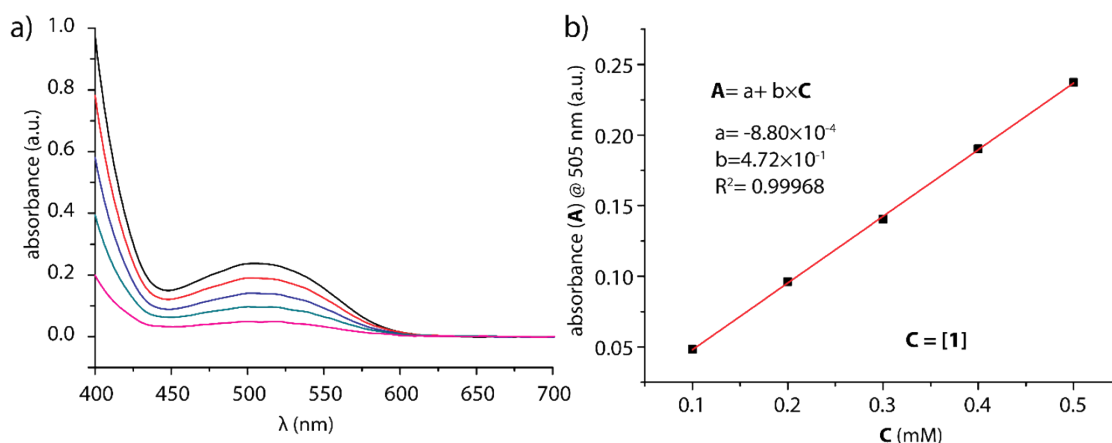 a)
1.0
0.8
0.6
0.4
0.2
0.0
absorbance (a.u.)
400 450 500 550 600 650 700
λ (nm)
b)
0.25
0.20
0.15
0.10
0.05
absorbance (A) @ 505 nm (a.u.)
A= a+ b×C
a= -8.80×10⁻⁴
b=4.72×10⁻¹
R²= 0.99968
C = [1]
0.1 0.2 0.3 0.4 0.5
C (mM)